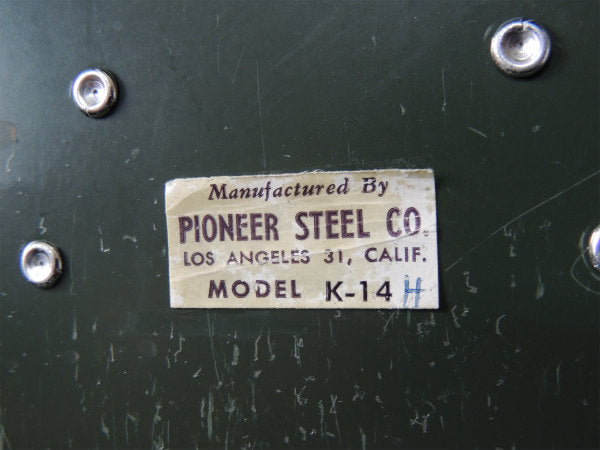 Manufactured By
PIONEER STEEL CO.
LOS ANGELES 31, CALIF.
MODEL K-14 H